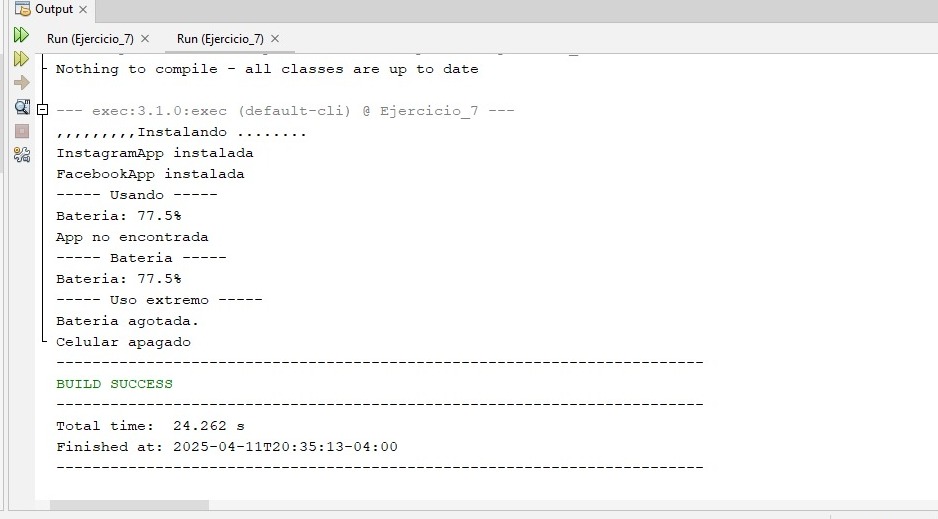 Output
Run (Ejercicio_7) Run (Ejercicio_7)
Nothing to compile - all classes are up to date
--- exec:3.1.0:exec (default-cli) @ Ejercicio_7 ---
,,,,,,,,,Instalando ........
InstagramApp instalada
FacebookApp instalada
----- Usando -----
Bateria: 77.5%
App no encontrada
----- Bateria -----
Bateria: 77.5%
----- Uso extremo -----
Bateria agotada.
Celular apagado
------------------------------------------------------------------------
BUILD SUCCESS
------------------------------------------------------------------------
Total time:  24.262 s
Finished at: 2025-04-11T20:35:13-04:00
------------------------------------------------------------------------